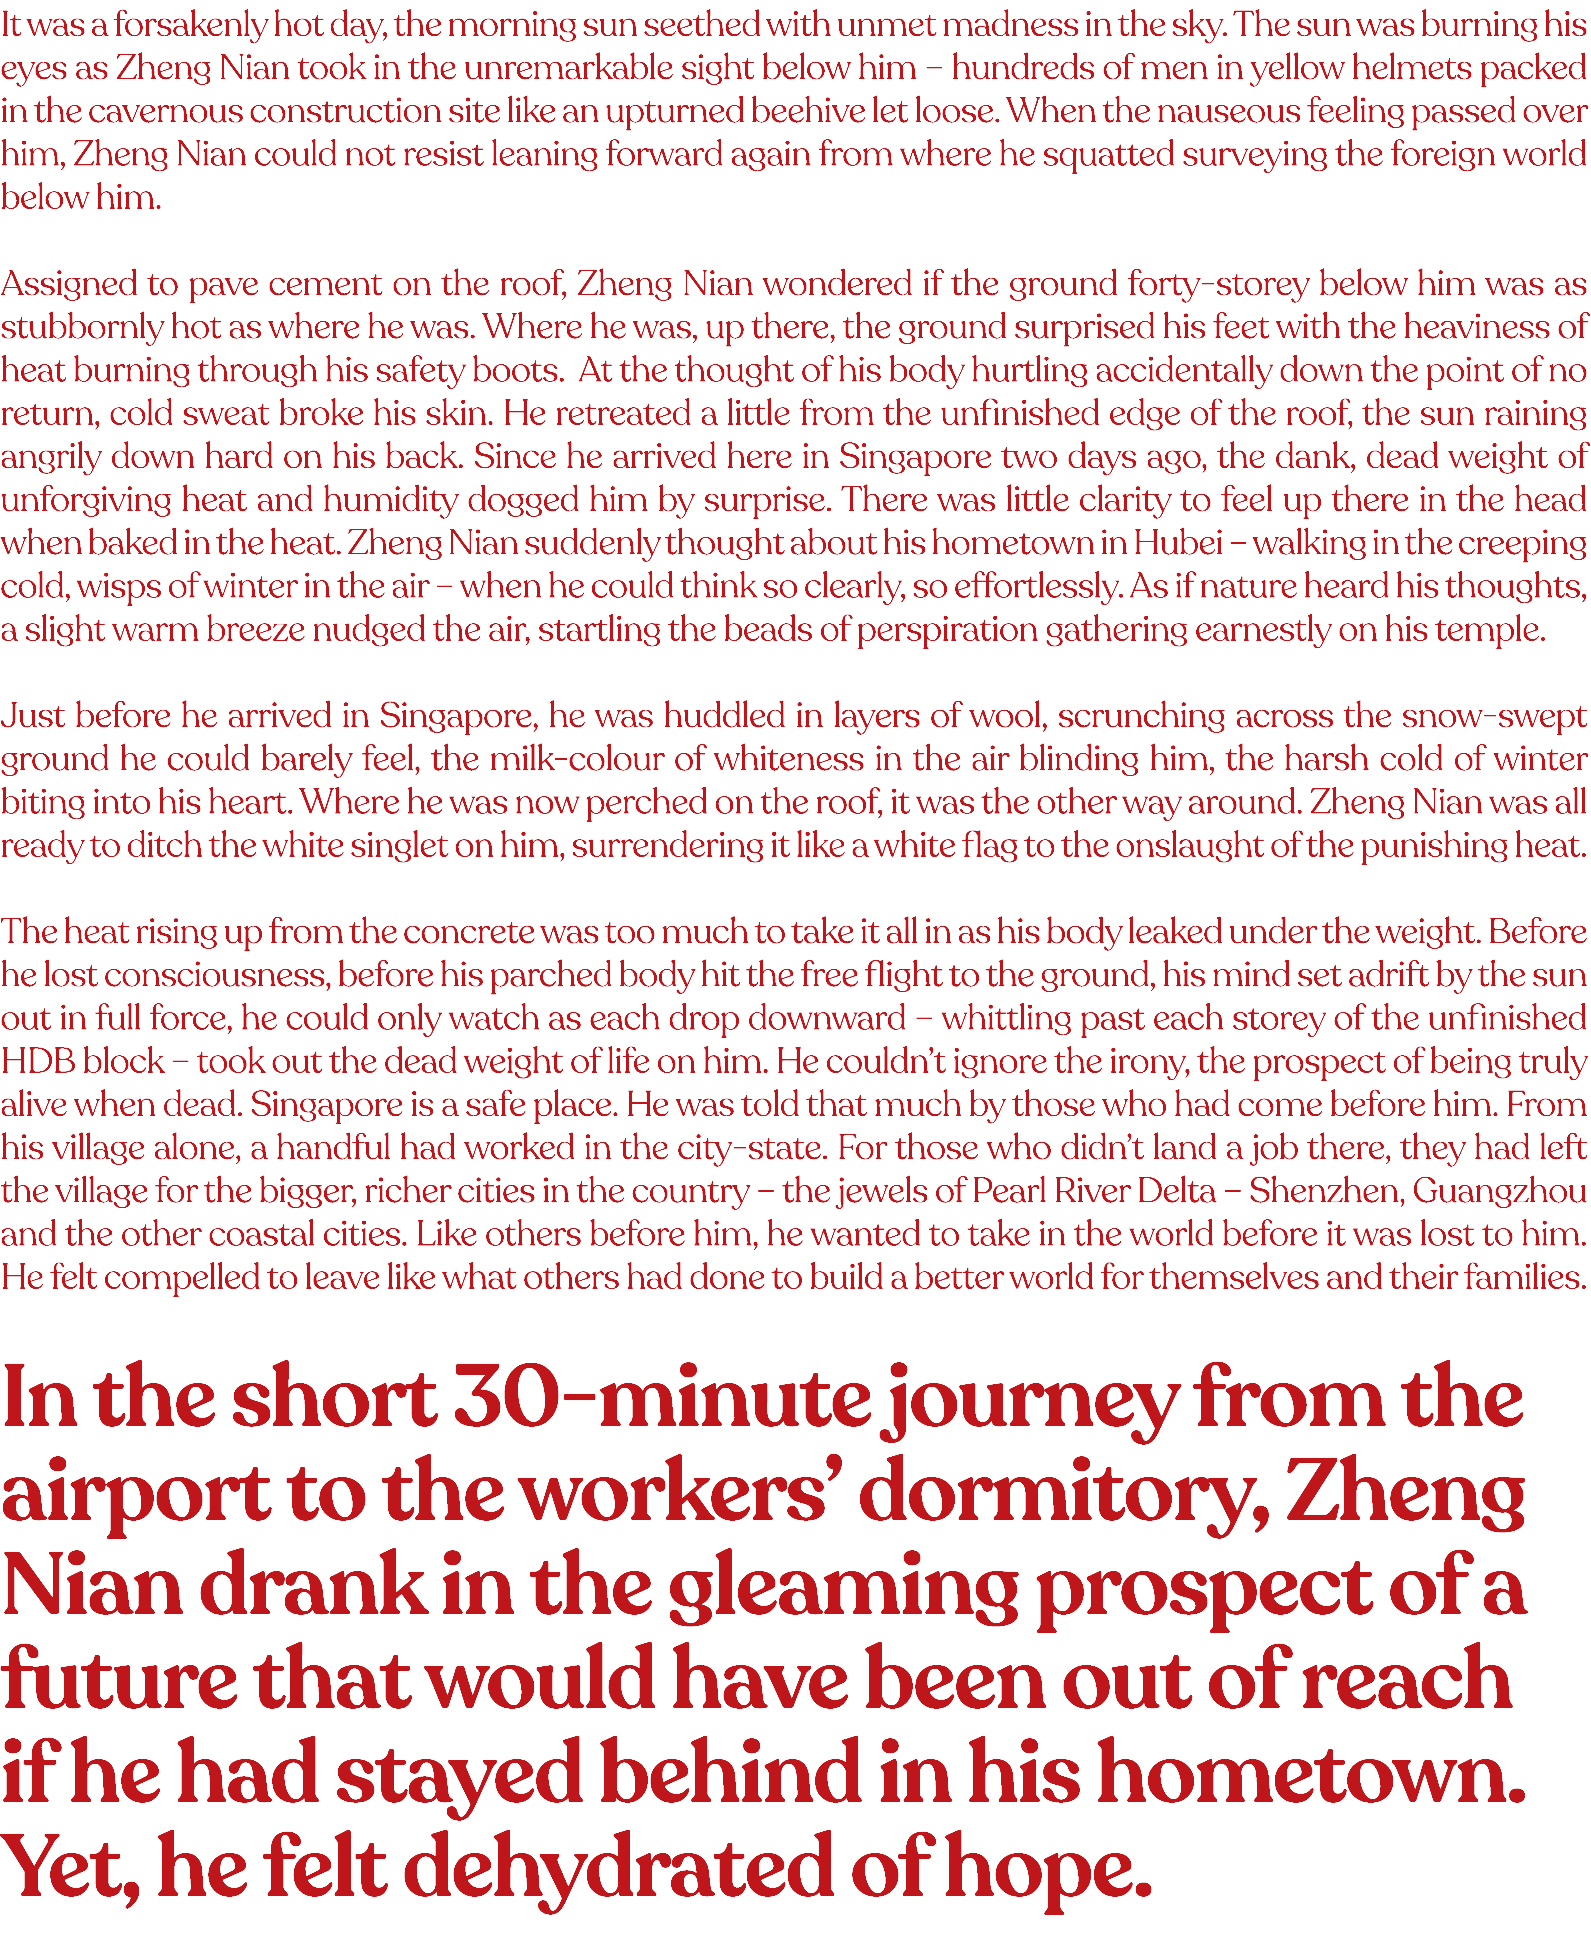 It was a forsakenly hot day, the morning sun seethed with unmet madness in the sky. The sun was burning his
eyes as Zheng Nian took in the unremarkable sight below him – hundreds of men in yellow helmets packed
in the cavernous construction site like an upturned beehive let loose. When the nauseous feeling passed over
him, Zheng Nian could not resist leaning forward again from where he squatted surveying the foreign world
below him.
Assigned to pave cement on the roof, Zheng Nian wondered if the ground forty-storey below him was as
stubbornly hot as where he was. Where he was, up there, the ground surprised his feet with the heaviness of
heat burning through his safety boots.  At the thought of his body hurtling accidentally down the point of no
return, cold sweat broke his skin. He retreated a little from the unfinished edge of the roof, the sun raining
angrily down hard on his back. Since he arrived here in Singapore two days ago, the dank, dead weight of
unforgiving heat and humidity dogged him by surprise. There was little clarity to feel up there in the head
when baked in the heat. Zheng Nian suddenly thought about his hometown in Hubei – walking in the creeping
cold, wisps of winter in the air – when he could think so clearly, so effortlessly. As if nature heard his thoughts,
a slight warm breeze nudged the air, startling the beads of perspiration gathering earnestly on his temple.
Just before he arrived in Singapore, he was huddled in layers of wool, scrunching across the snow-swept
ground he could barely feel, the milk-colour of whiteness in the air blinding him, the harsh cold of winter
biting into his heart. Where he was now perched on the roof, it was the other way around. Zheng Nian was all
ready to ditch the white singlet on him, surrendering it like a white flag to the onslaught of the punishing heat.
The heat rising up from the concrete was too much to take it all in as his body leaked under the weight. Before
he lost consciousness, before his parched body hit the free flight to the ground, his mind set adrift by the sun
out in full force, he could only watch as each drop downward – whittling past each storey of the unfinished
HDB block – took out the dead weight of life on him. He couldn’t ignore the irony, the prospect of being truly
alive when dead. Singapore is a safe place. He was told that much by those who had come before him. From
his village alone, a handful had worked in the city-state. For those who didn’t land a job there, they had left
the village for the bigger, richer cities in the country – the jewels of Pearl River Delta – Shenzhen, Guangzhou
and the other coastal cities. Like others before him, he wanted to take in the world before it was lost to him.
He felt compelled to leave like what others had done to build a better world for themselves and their families.
In the short 30-minute journey from the
airport to the workers’ dormitory, Zheng
Nian drank in the gleaming prospect of a
future that would have been out of reach
if he had stayed behind in his hometown.
Yet, he felt dehydrated of hope.